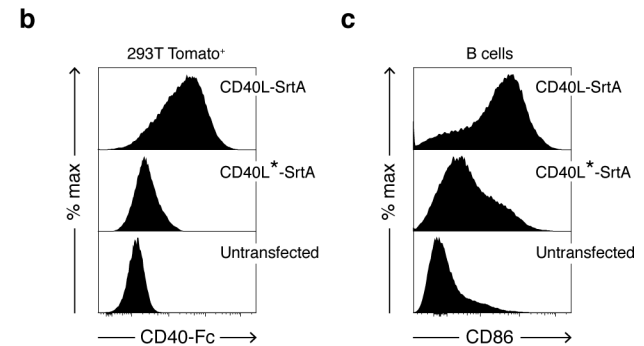 b
293T Tomato⁺
CD40L-SrtA
CD40L*-SrtA
Untransfected
% max
CD40-Fc
c
B cells
CD40L-SrtA
CD40L*-SrtA
Untransfected
% max
CD86